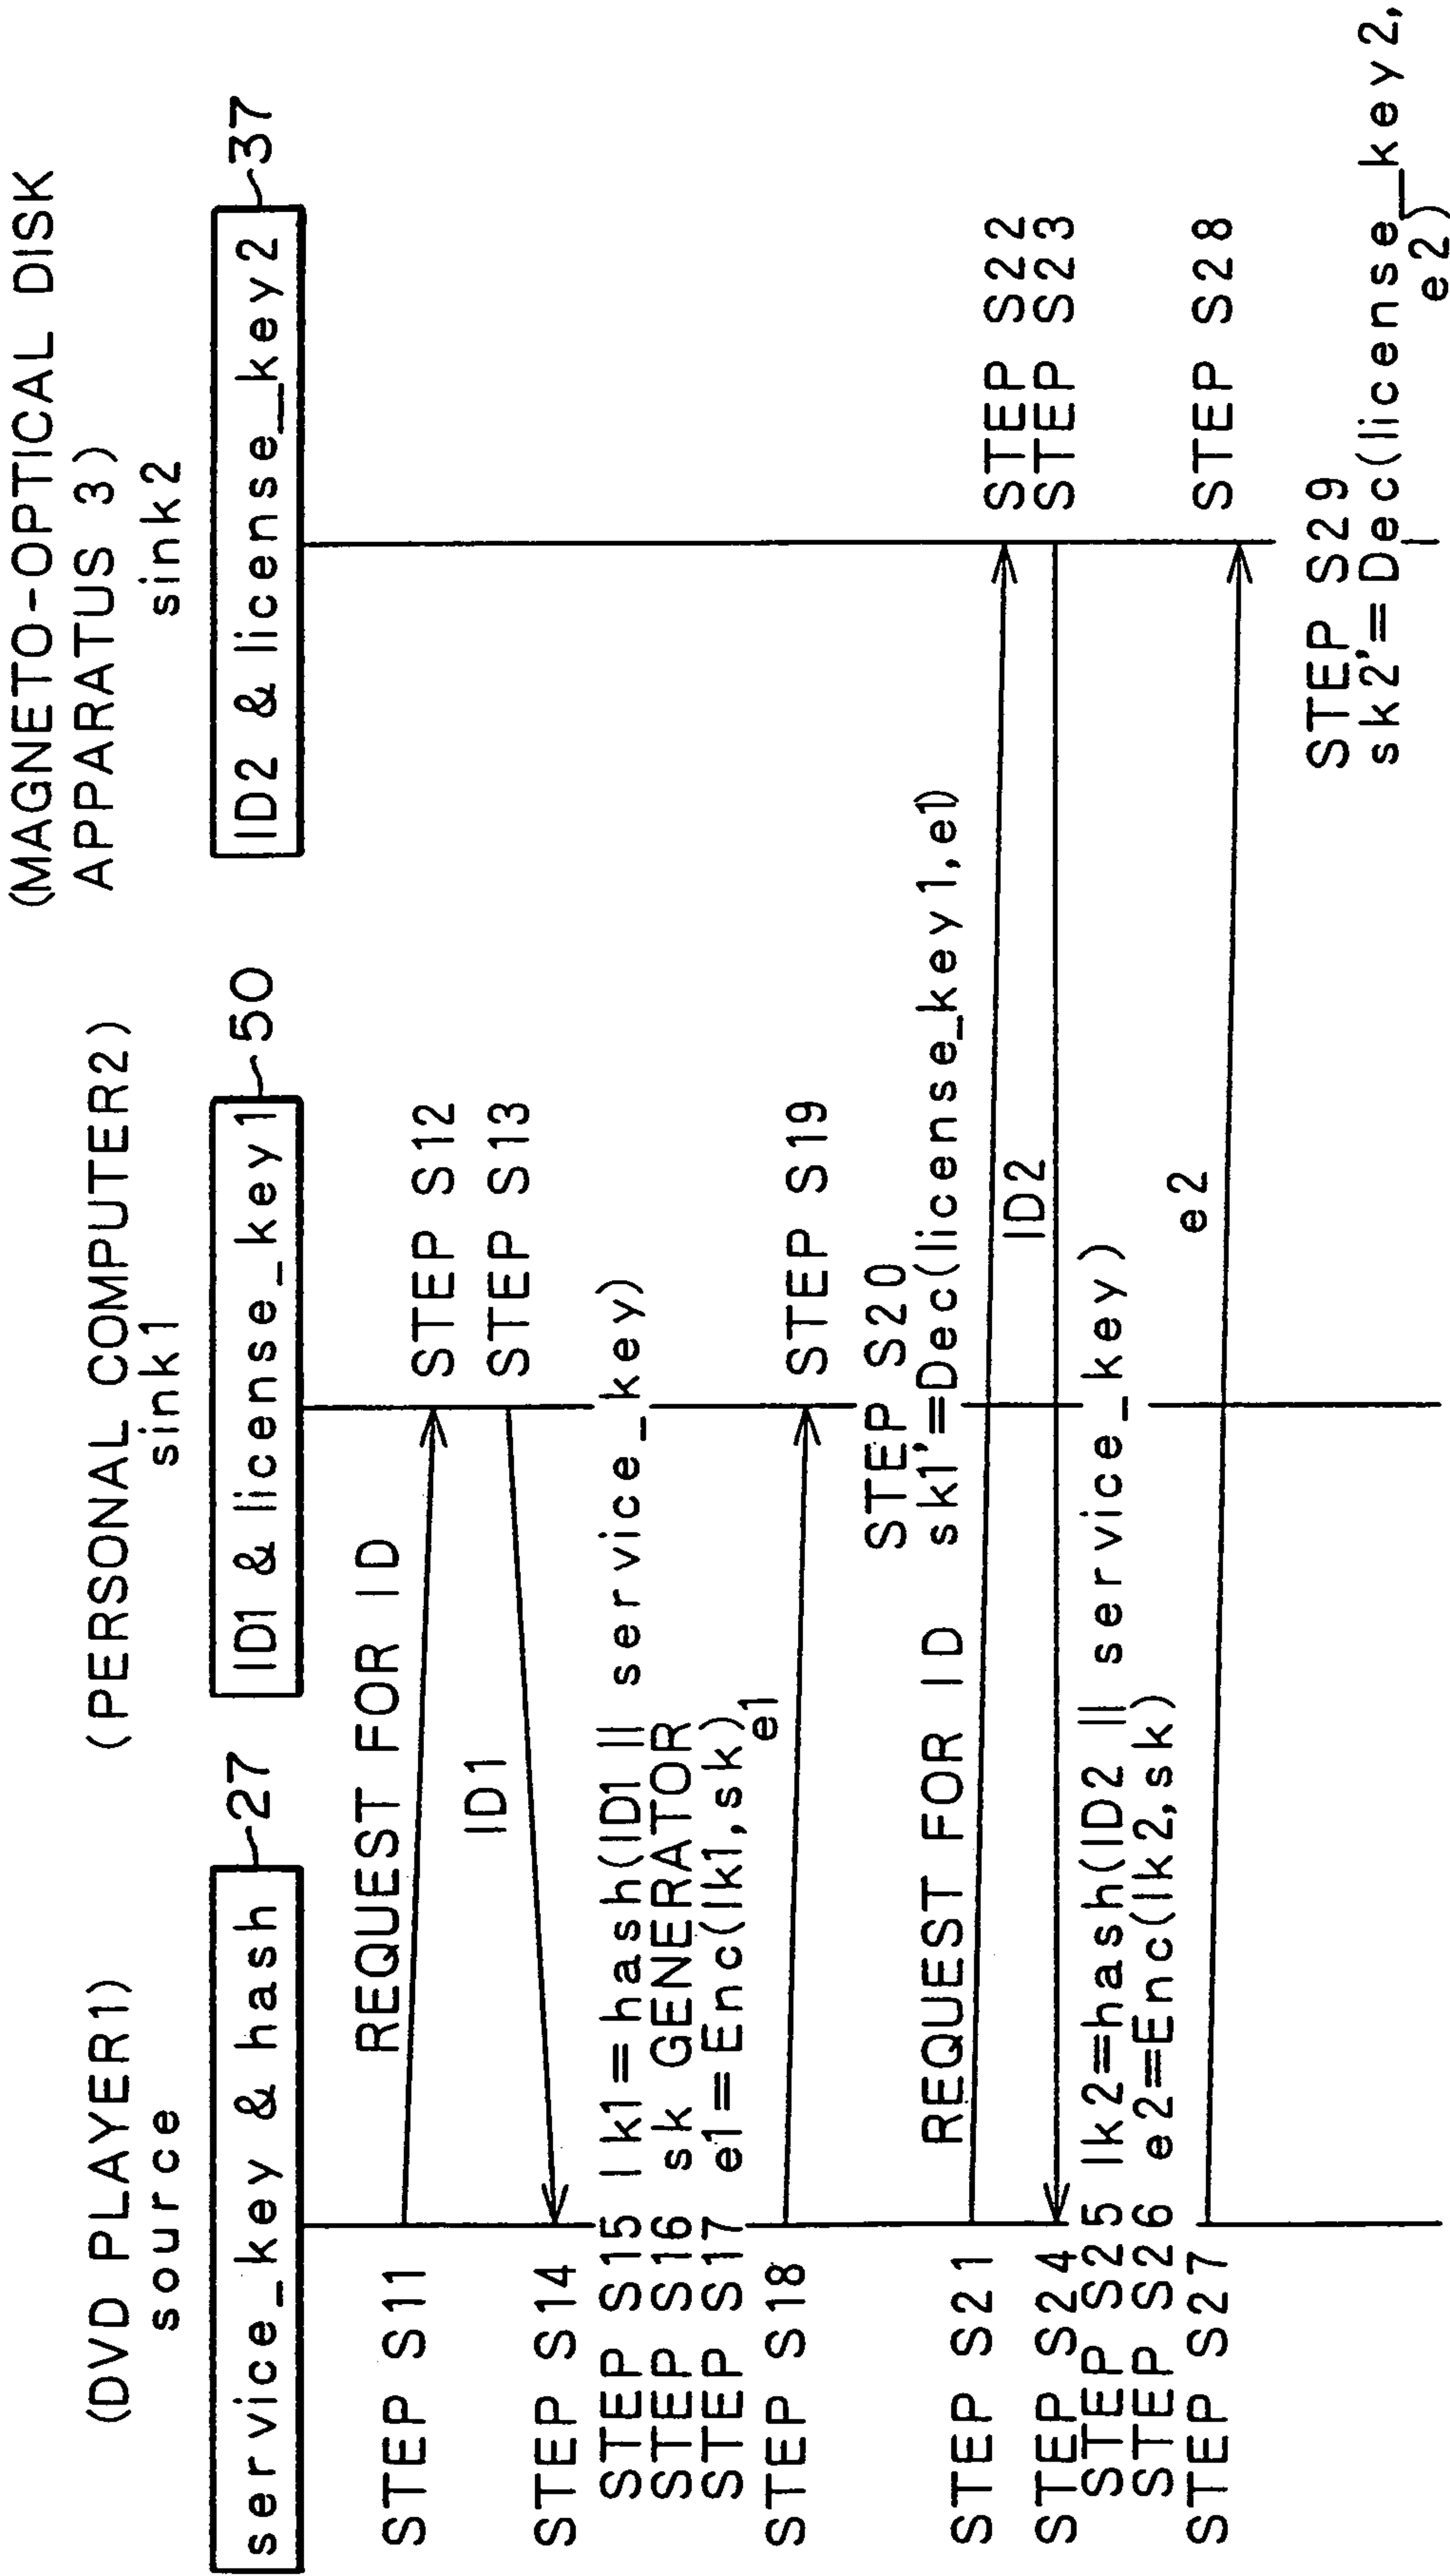 (DVD PLAYER1)
source
service_key & hash
27
(PERSONAL COMPUTER2)
sink1
ID1 & license_key1
50
(MAGNETO-OPTICAL DISK
APPARATUS 3)
sink2
ID2 & license_key2
37
STEP S11
REQUEST FOR ID
STEP S12
ID1
STEP S13
STEP S14
STEP S15 lk1=hash(ID1 || service_key)
STEP S16 sk GENERATOR
STEP S17 e1=Enc(lk1,sk)
STEP S18
e1
STEP S19
STEP S20
sk1'=Dec(license_key1,e1)
STEP S21
REQUEST FOR ID
STEP S22
ID2
STEP S23
STEP S24
STEP S25 lk2=hash(ID2 || service_key)
STEP S26 e2=Enc(lk2,sk)
STEP S27
e2
STEP S28
STEP S29
sk2'=Dec(license_key2,
e2)